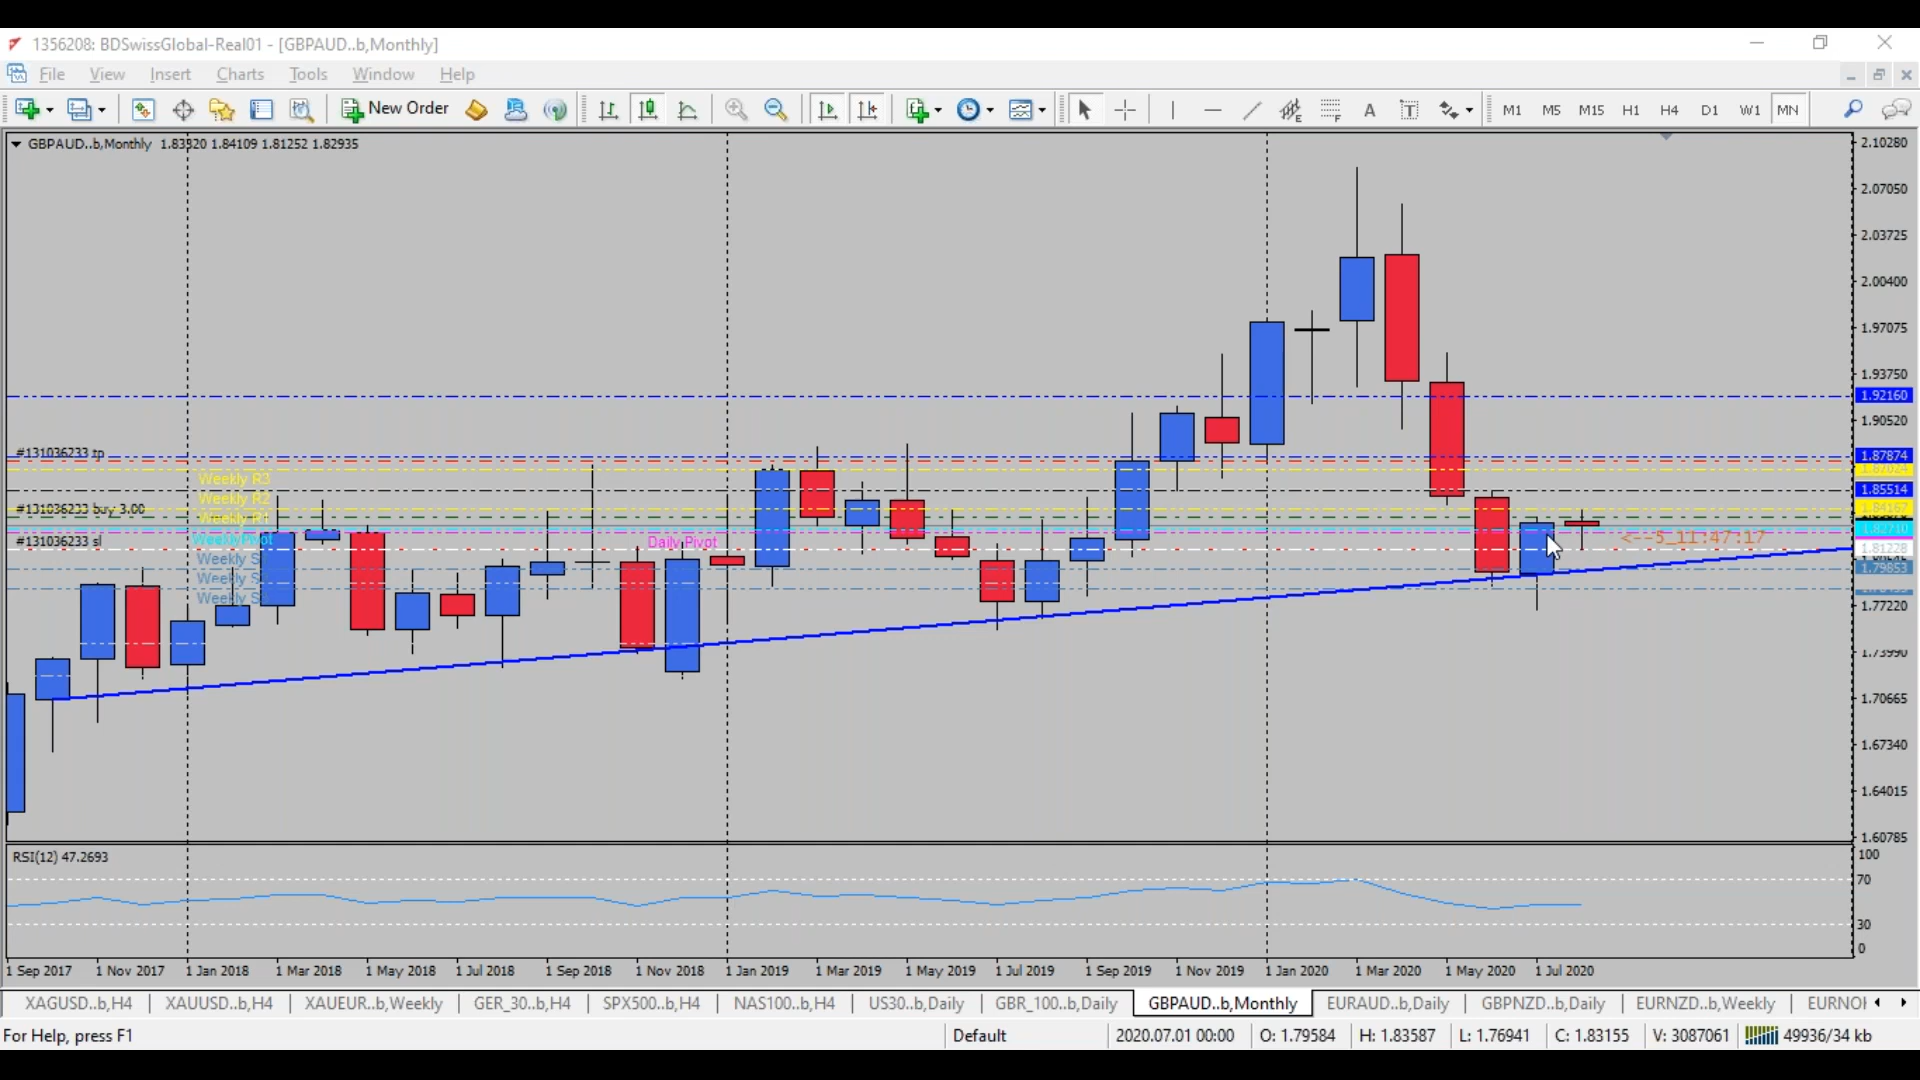 1356208: BDSwissGlobal-Real01 - [GBPAUD..b,Monthly]
File View Insert Charts Tools Window Help
New Order
A T M1 M5 M15 H1 H4 D1 W1 MN
GBPAUD..b,Monthly 1.83320 1.84109 1.81252 1.82935
2.10280
2.07050
2.03725
2.00400
1.97075
1.93750
1.92160
1.90520
#131036233 tp
1.87874
Weekly R3
1.85514
Weekly R2
#131036233 buy 3.00
1.84167
Weekly R1
1.82710
WeeklyPivot
#131036233 sl
Daily Pivot
<--5_11:47:17
1.81228
Weekly S
1.79853
Weekly S
Weekly S
1.77220
1.73990
1.70665
1.67340
1.64015
1.60785
RSI(12) 47.2693
100
70
30
0
1 Sep 2017 1 Nov 2017 1 Jan 2018 1 Mar 2018 1 May 2018 1 Jul 2018 1 Sep 2018 1 Nov 2018 1 Jan 2019 1 Mar 2019 1 May 2019 1 Jul 2019 1 Sep 2019 1 Nov 2019 1 Jan 2020 1 Mar 2020 1 May 2020 1 Jul 2020
XAGUSD..b,H4 XAUUSD..b,H4 XAUEUR..b,Weekly GER_30..b,H4 SPX500..b,H4 NAS100..b,H4 US30..b,Daily GBR_100..b,Daily GBPAUD..b,Monthly EURAUD..b,Daily GBPNZD..b,Daily EURNZD..b,Weekly EURNO
For Help, press F1 Default 2020.07.01 00:00 O: 1.79584 H: 1.83587 L: 1.76941 C: 1.83155 V: 3087061 49936/34 kb